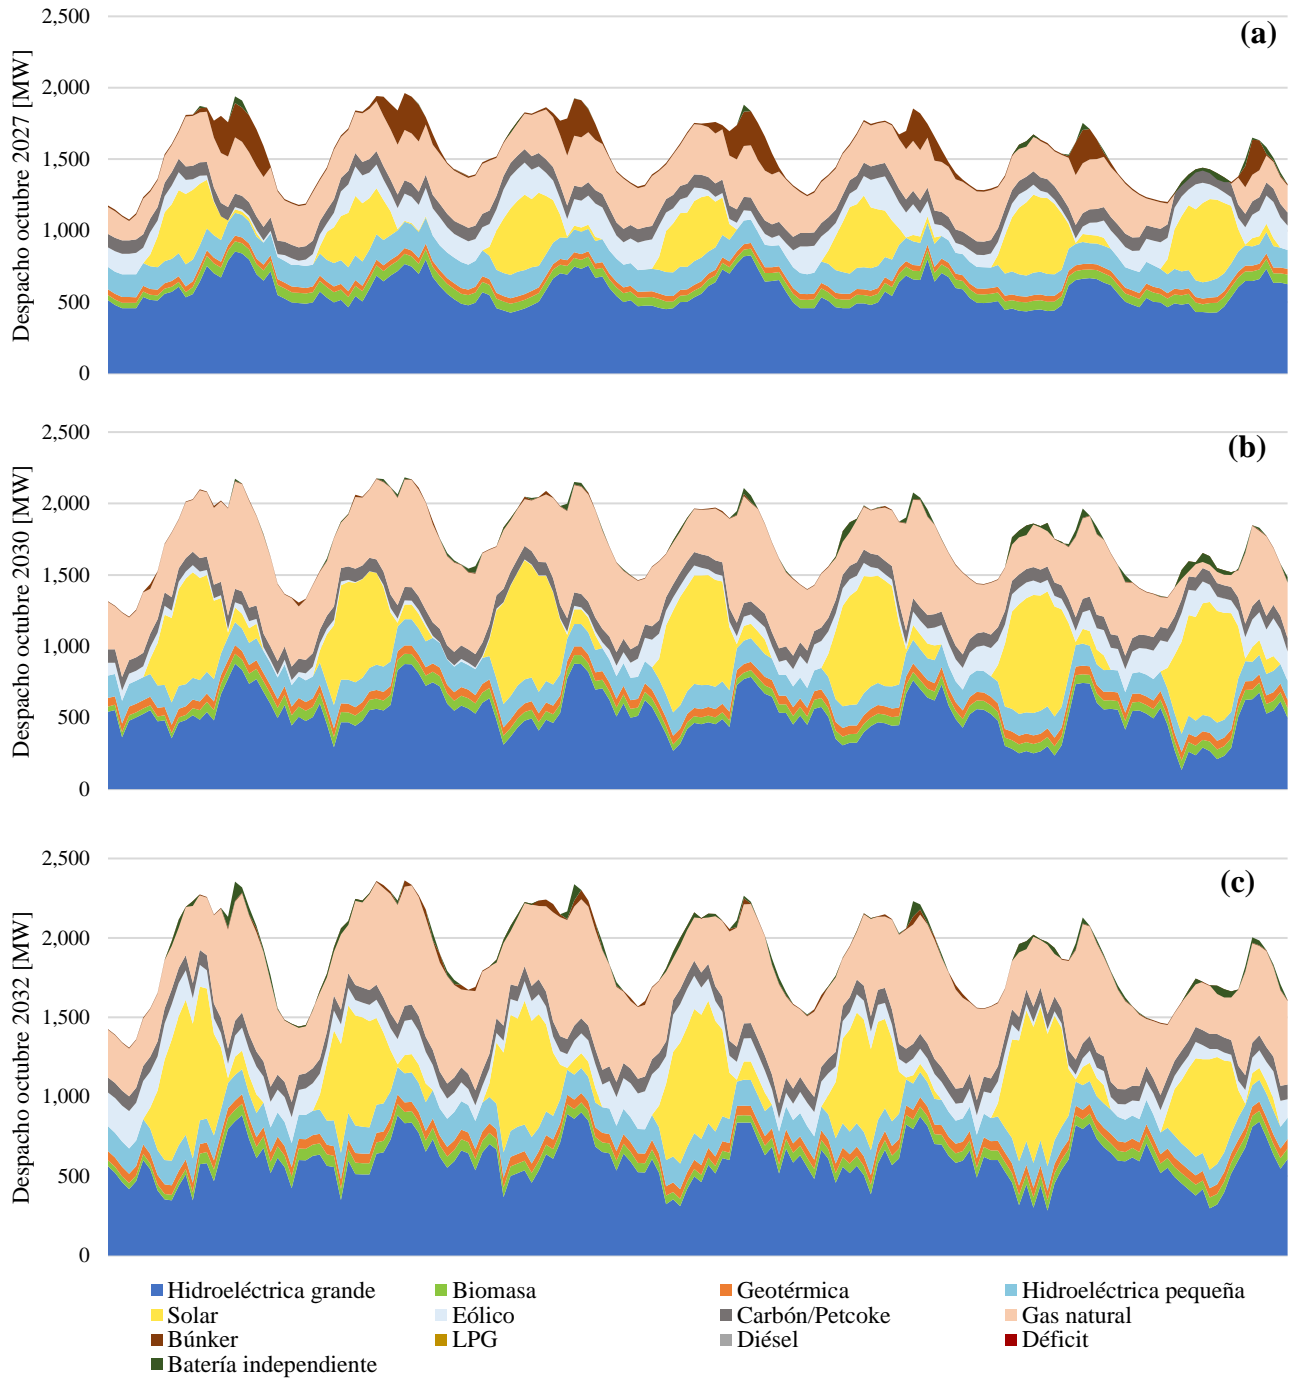 2,500
(a)
2,000
1,500
1,000
500
0
Despacho octubre 2027 [MW]
2,500
(b)
2,000
1,500
1,000
500
0
Despacho octubre 2030 [MW]
2,500
(c)
2,000
1,500
1,000
500
0
Despacho octubre 2032 [MW]
Hidroeléctrica grande Biomasa Geotérmica Hidroeléctrica pequeña
Solar Eólico Carbón/Petcoke Gas natural
Búnker LPG Diésel Déficit
Batería independiente